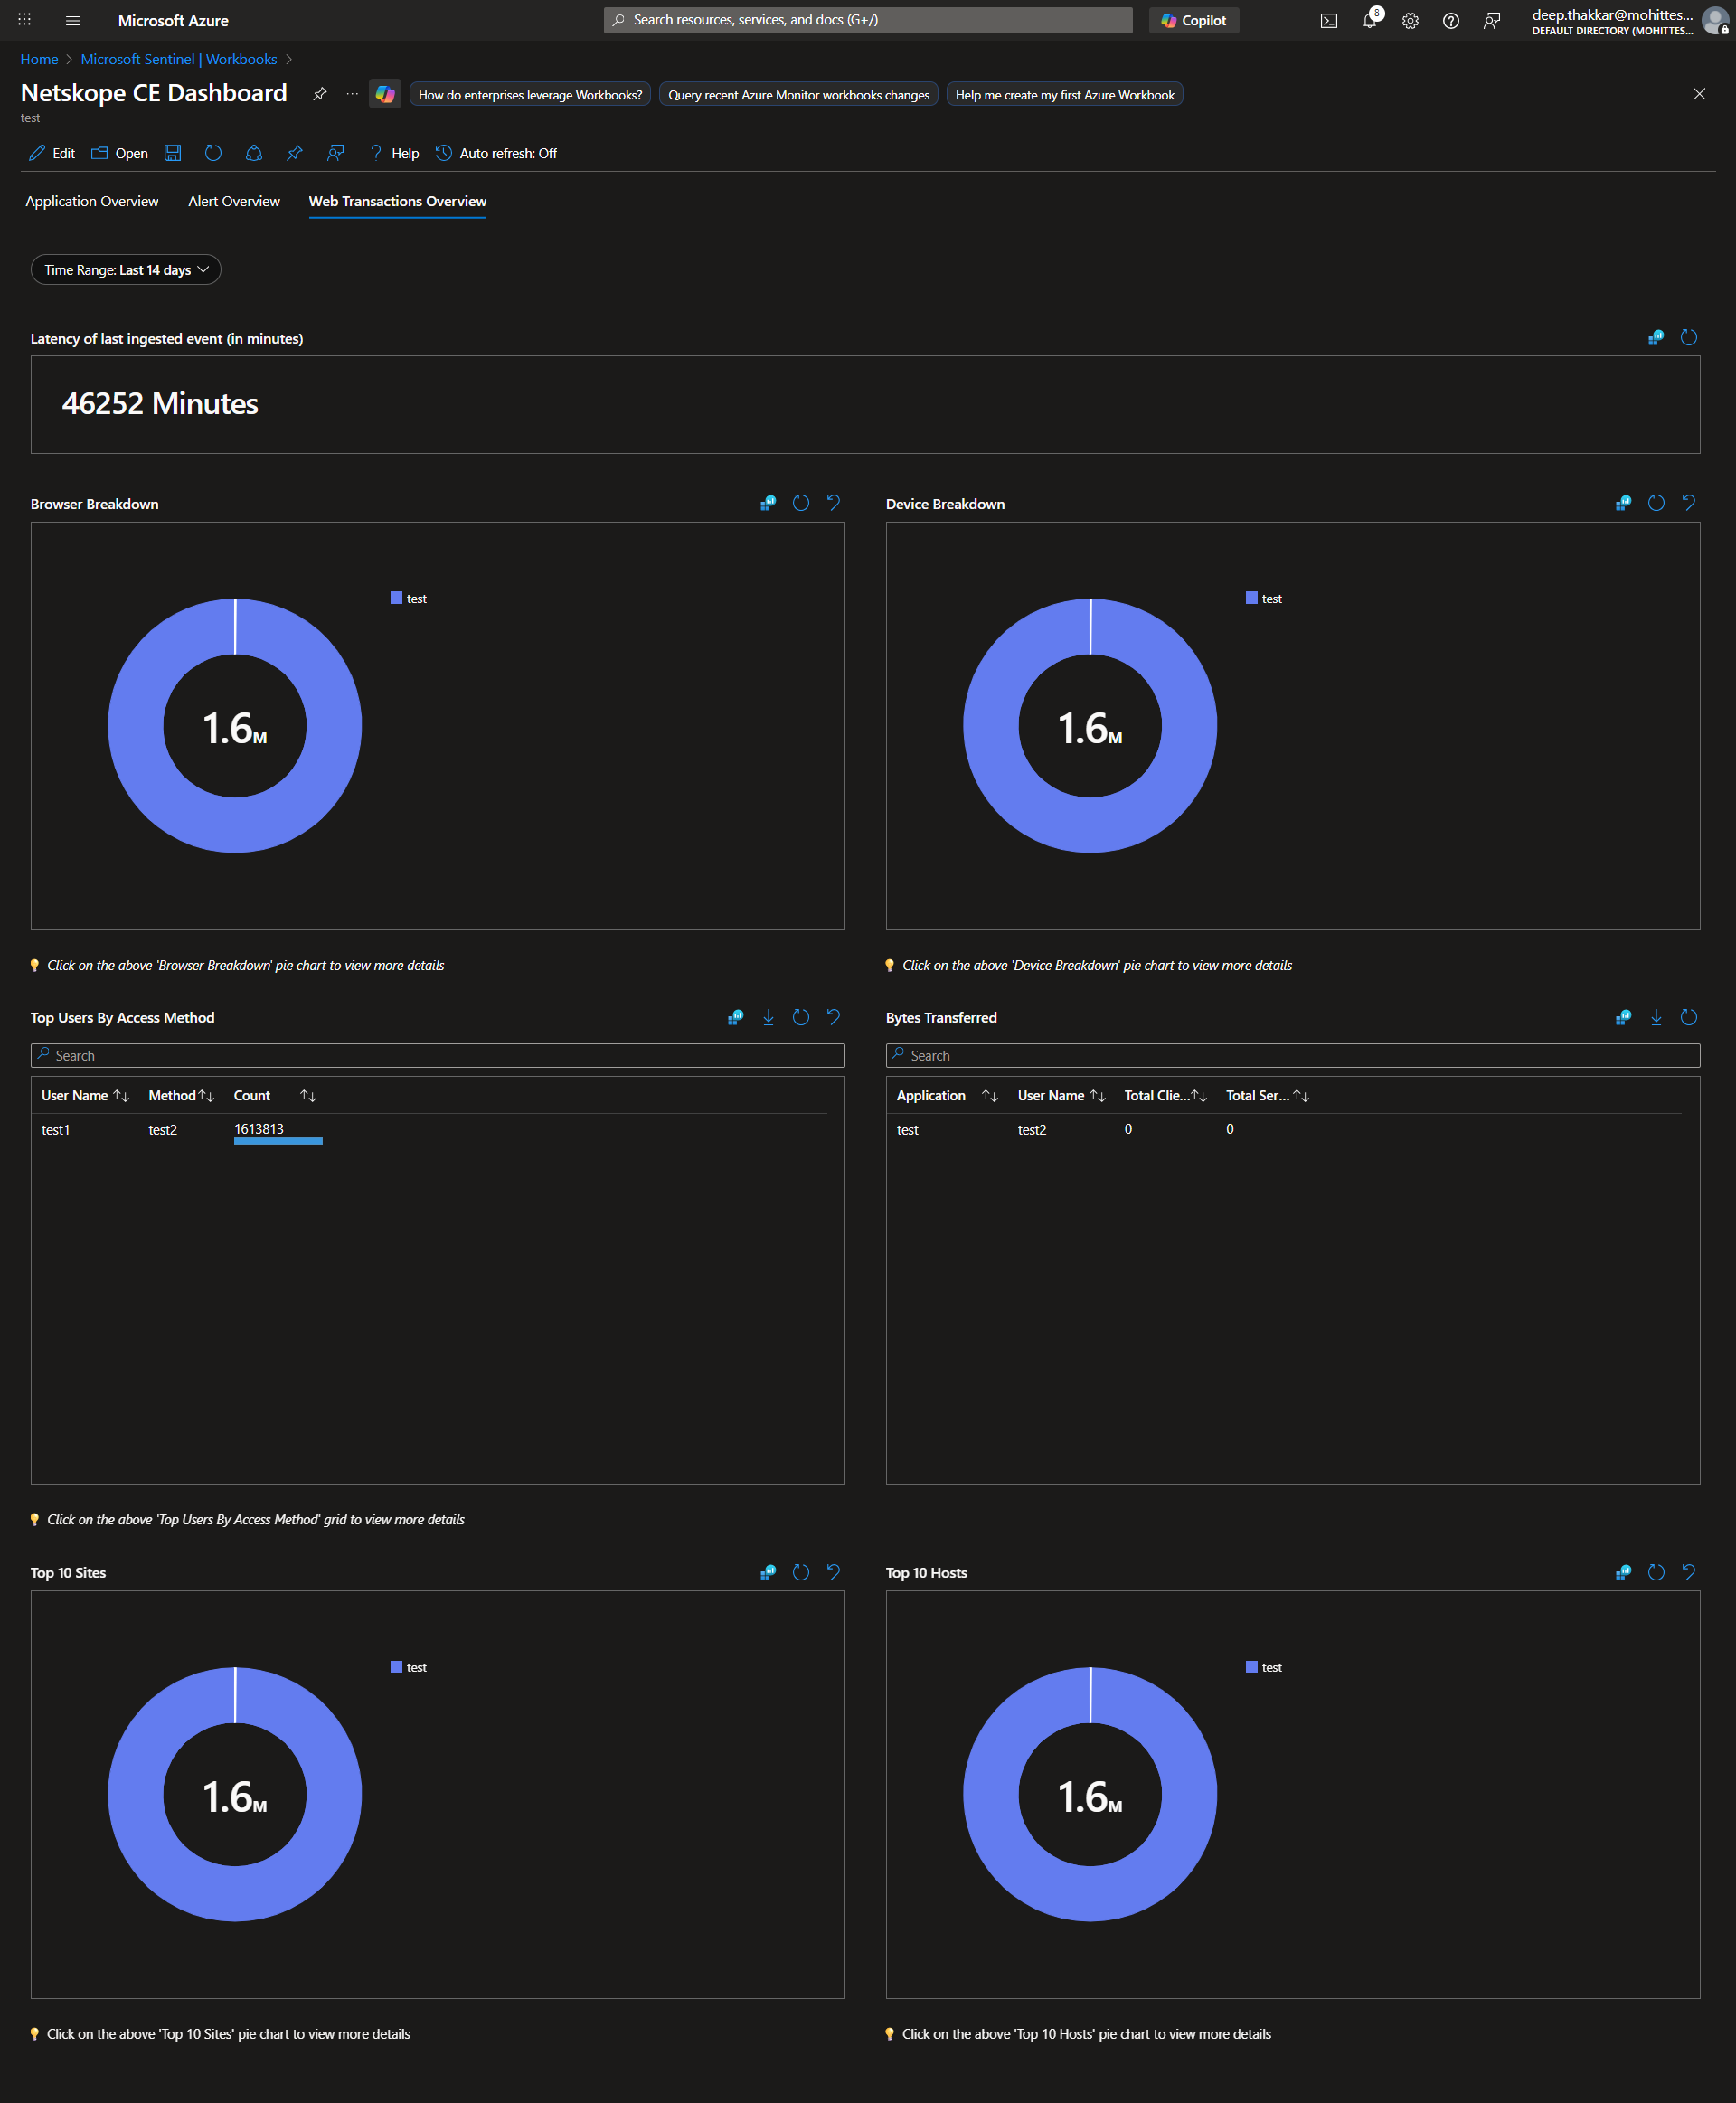 Microsoft Azure
Search resources, services, and docs (G+/)
Copilot
8
deep.thakkar@mohittes...
DEFAULT DIRECTORY (MOHITTES...
Home > Microsoft Sentinel | Workbooks >
Netskope CE Dashboard
How do enterprises leverage Workbooks?
Query recent Azure Monitor workbooks changes
Help me create my first Azure Workbook
test
Edit
Open
Help
Auto refresh: Off
Application Overview
Alert Overview
Web Transactions Overview
Time Range: Last 14 days
Latency of last ingested event (in minutes)
46252 Minutes
Browser Breakdown
test
1.6M
Click on the above 'Browser Breakdown' pie chart to view more details
Device Breakdown
test
1.6M
Click on the above 'Device Breakdown' pie chart to view more details
Top Users By Access Method
Search
User Name Method Count
test1 test2 1613813
Click on the above 'Top Users By Access Method' grid to view more details
Bytes Transferred
Search
Application User Name Total Clie... Total Ser...
test test2 0 0
Top 10 Sites
test
1.6M
Click on the above 'Top 10 Sites' pie chart to view more details
Top 10 Hosts
test
1.6M
Click on the above 'Top 10 Hosts' pie chart to view more details